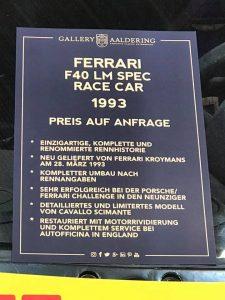 GALLERY AALDERING
FERRARI
F40 LM SPEC
RACE CAR
1993
PREIS AUF ANFRAGE
* EINZIGARTIGE, KOMPLETTE UND
RENOMMIERTE RENNHISTORIE
* NEU GELIEFERT VON FERRARI KROYMANS
AM 28. MÄRZ 1993
* KOMPLETTER UMBAU NACH
RENNANGABEN
* SEHR ERFOLGREICH BEI DER PORSCHE/
FERRARI CHALLENGE IN DEN NEUNZIGER
* DETAILLIERTES UND LIMITERTES MODELL
VON CAVALLO SCIMANTE
* RESTAURIERT MIT MOTORRIVIDIERUNG
UND KOMPLETTEM SERVICE BEI
AUTOFFICINA IN ENGLAND